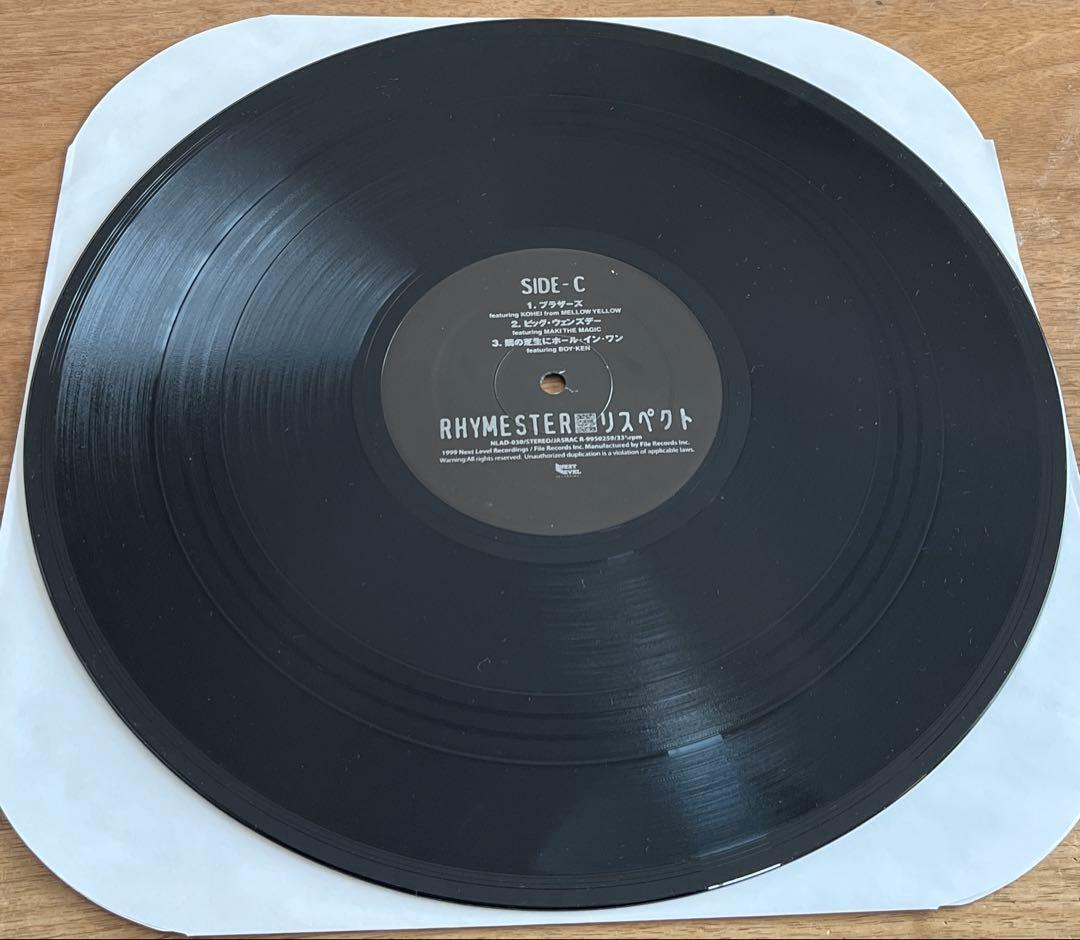 SIDE-C
1. ブラザーズ
featuring KOHEI from MELLOW YELLOW
2. ビッグ・ウェンズデー
featuring MAKI THE MAGIC
3. 隣の芝生にホール・イン・ワン
featuring BOY-KEN
RHYMESTER リスペクト
NLAD-030/STEREO/JASRAC R-9950259/33⅓rpm
1999 Next Level Recordings / File Records Inc. Manufactured by File Records Inc.
Warning:All rights reserved. Unauthorized duplication is a violation of applicable laws.
NEXT
LEVEL